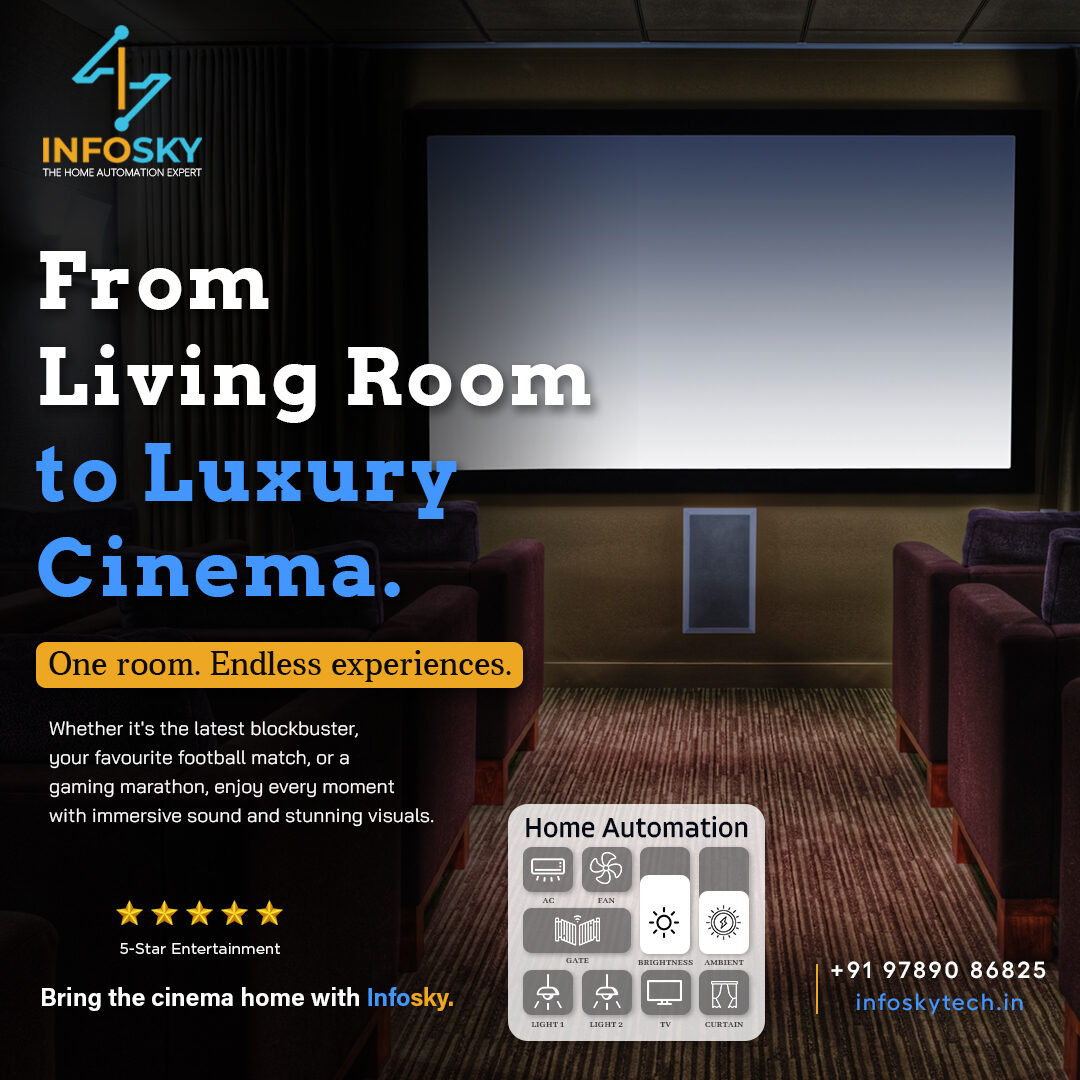 INFOSKY
THE HOME AUTOMATION EXPERT
From
Living Room
to Luxury
Cinema.
One room. Endless experiences.
Whether it's the latest blockbuster,
your favourite football match, or a
gaming marathon, enjoy every moment
with immersive sound and stunning visuals.
5-Star Entertainment
Bring the cinema home with Infosky.
Home Automation
AC
FAN
GATE
BRIGHTNESS
AMBIENT
LIGHT 1
LIGHT 2
TV
CURTAIN
+91 97890 86825
infoskytech.in